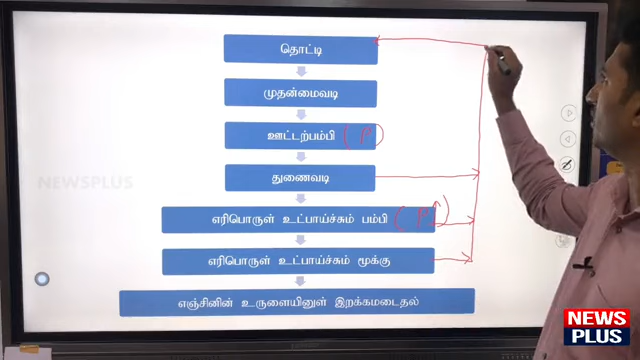 தொட்டி
முதன்மைவடி
ஊட்டற்பம்பி (P)
துணைவடி
எரிபொருள் உட்பாய்ச்சும் பம்பி (P↑)
எரிபொருள் உட்பாய்ச்சும் மூக்கு
எஞ்சினின் உருளையினுள் இறக்கமடைதல்
NEWSPLUS
NEWS
PLUS